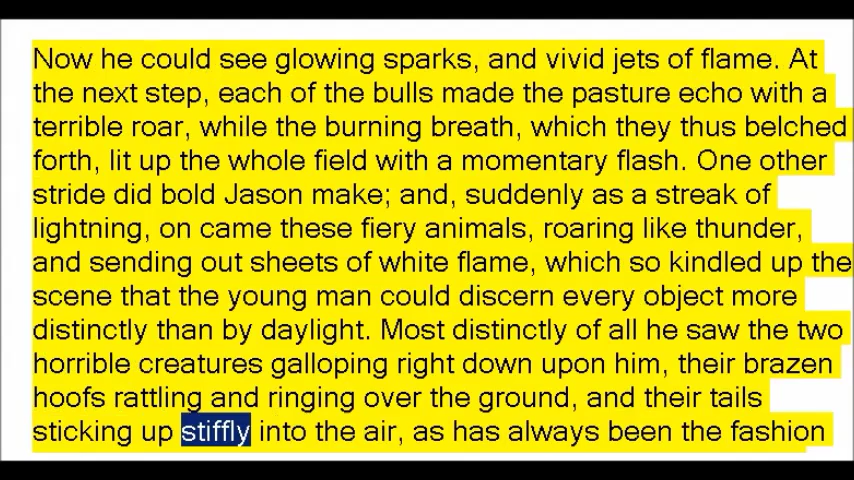 Now he could see glowing sparks, and vivid jets of flame. At
the next step, each of the bulls made the pasture echo with a
terrible roar, while the burning breath, which they thus belched
forth, lit up the whole field with a momentary flash. One other
stride did bold Jason make; and, suddenly as a streak of
lightning, on came these fiery animals, roaring like thunder,
and sending out sheets of white flame, which so kindled up the
scene that the young man could discern every object more
distinctly than by daylight. Most distinctly of all he saw the two
horrible creatures galloping right down upon him, their brazen
hoofs rattling and ringing over the ground, and their tails
sticking up stiffly into the air, as has always been the fashion